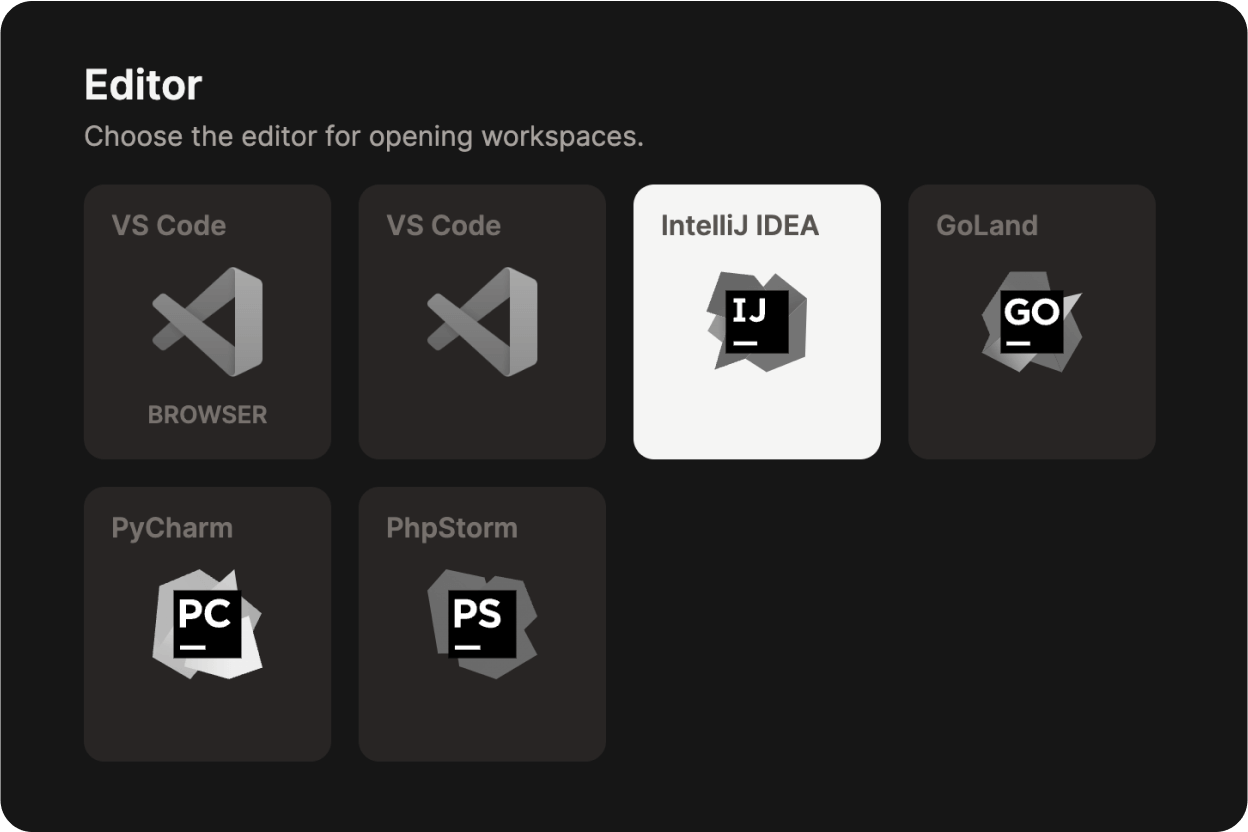 Editor
Choose the editor for opening workspaces.
VS Code
VS Code
IntelliJ IDEA
GoLand
IJ
GO
BROWSER
PyCharm
PhpStorm
PC
PS